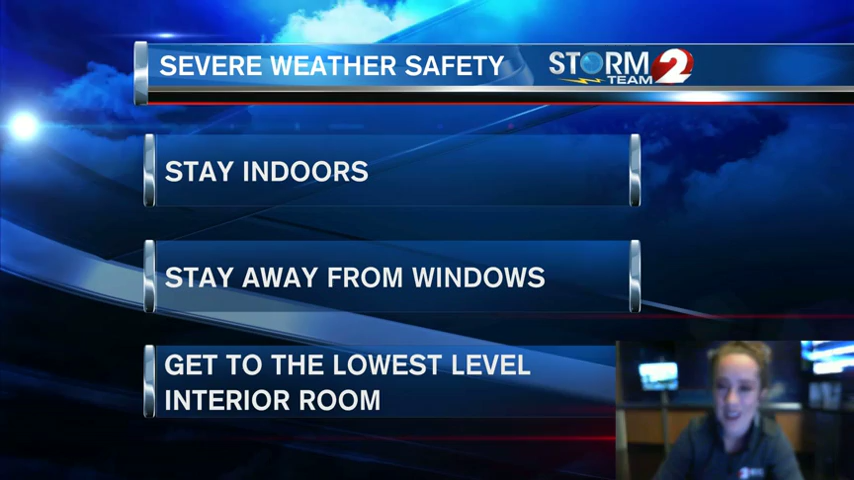 SEVERE WEATHER SAFETY
STORM
TEAM 2
STAY INDOORS
STAY AWAY FROM WINDOWS
GET TO THE LOWEST LEVEL
INTERIOR ROOM